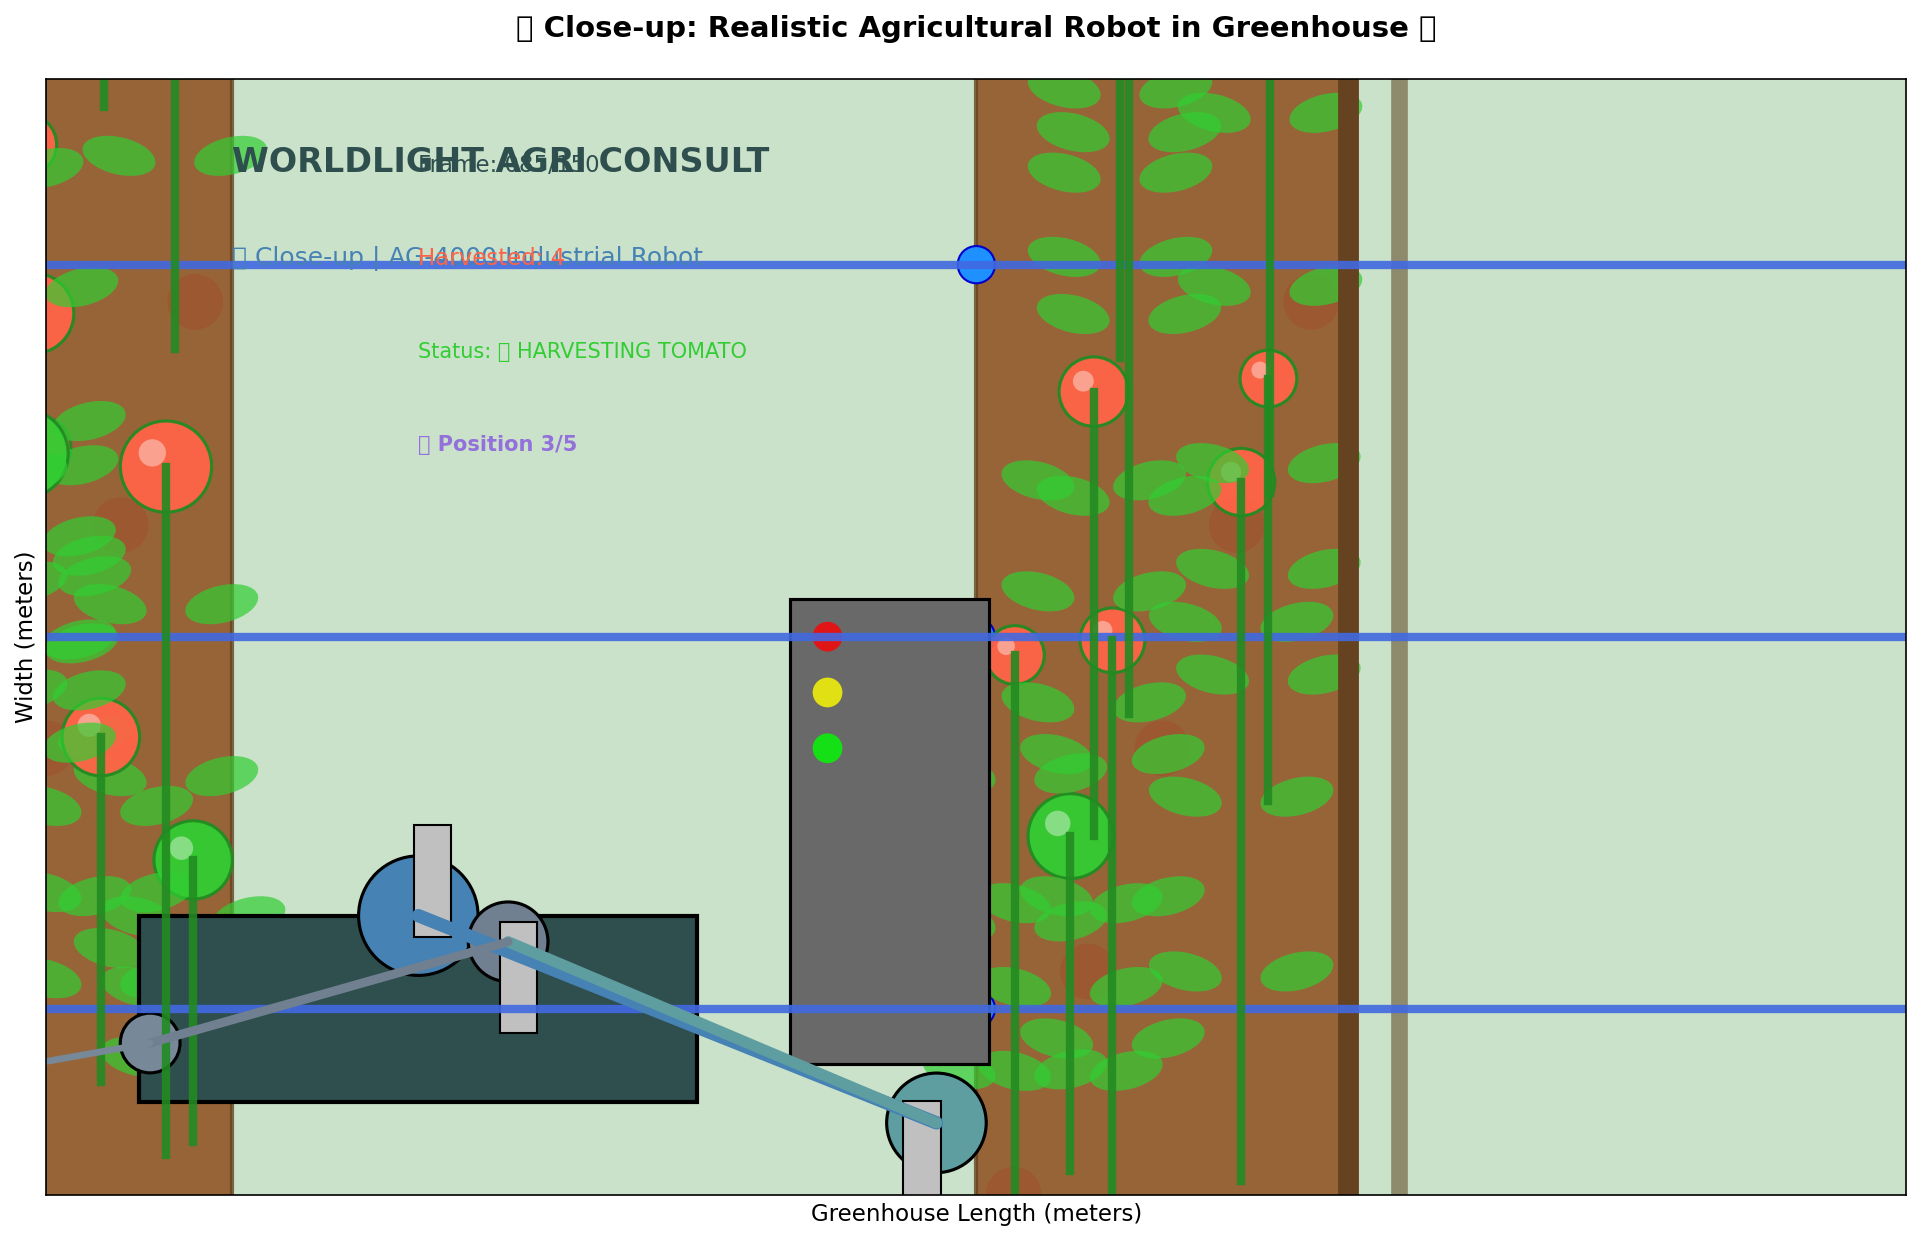 Close-up: Realistic Agricultural Robot in Greenhouse
WORLDLIGHT AGRI CONSULT
Frame: 085/150
Close-up | AG-4000 Industrial Robot
Harvested: 4
Status: HARVESTING TOMATO
Position 3/5
Width (meters)
Greenhouse Length (meters)